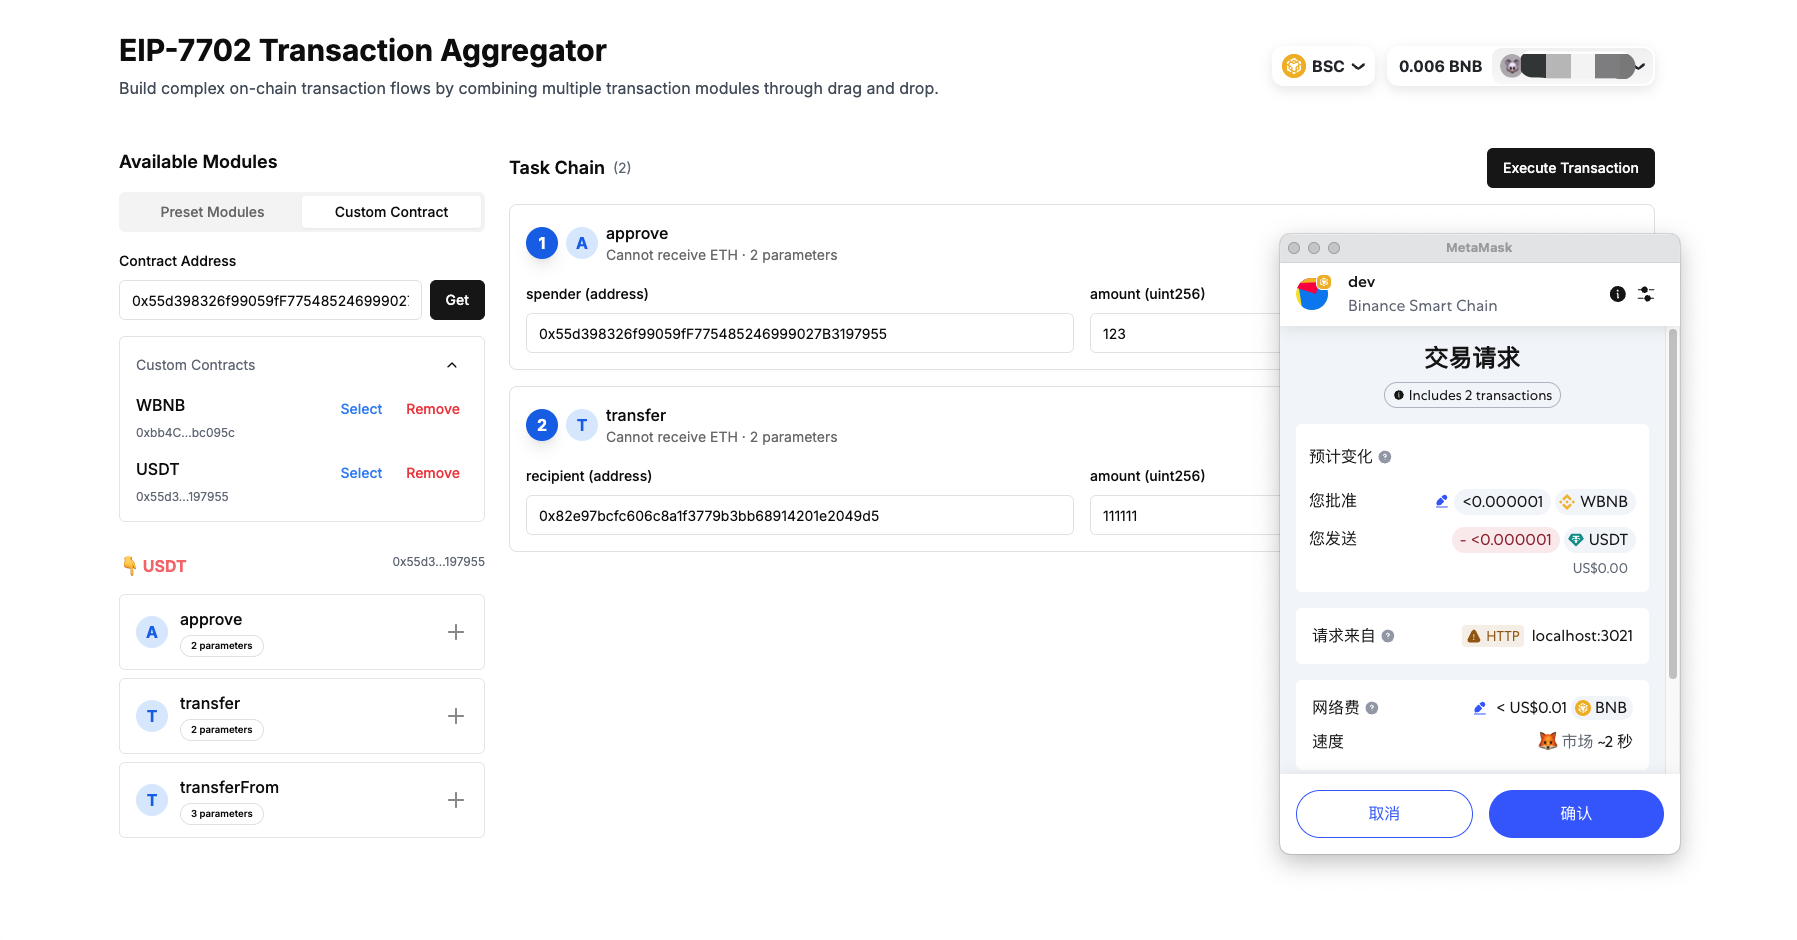 EIP-7702 Transaction Aggregator
Build complex on-chain transaction flows by combining multiple transaction modules through drag and drop.
BSC
0.006 BNB
Available Modules
Preset Modules
Custom Contract
Contract Address
0x55d398326f99059fF775485246999027
Get
Custom Contracts
WBNB
Select
Remove
0xbb4C...bc095c
USDT
Select
Remove
0x55d3...197955
👇 USDT
0x55d3...197955
A
approve
2 parameters
T
transfer
2 parameters
T
transferFrom
3 parameters
Task Chain (2)
Execute Transaction
1
A
approve
Cannot receive ETH · 2 parameters
spender (address)
amount (uint256)
0x55d398326f99059fF775485246999027B3197955
123
2
T
transfer
Cannot receive ETH · 2 parameters
recipient (address)
amount (uint256)
0x82e97bcfc606c8a1f3779b3bb68914201e2049d5
111111
MetaMask
dev
Binance Smart Chain
交易请求
Includes 2 transactions
预计变化
您批准
<0.000001
WBNB
您发送
- <0.000001
USDT
US$0.00
请求来自
HTTP
localhost:3021
网络费
< US$0.01
BNB
速度
市场 ~2 秒
取消
确认